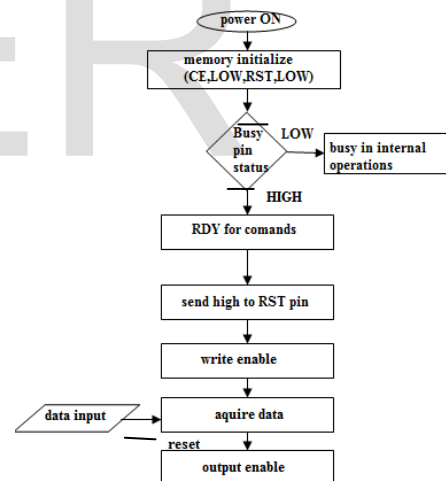 ER
power ON
memory initialize
(CE,LOW,RST,LOW)
Busy
pin
status
LOW
busy in internal
operations
HIGH
RDY for comands
send high to RST pin
write enable
data input
aquire data
reset
output enable